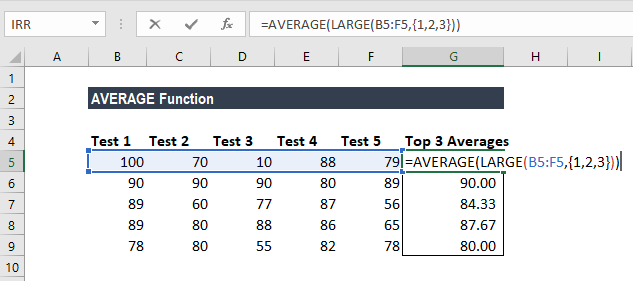 IRR =AVERAGE(LARGE(B5:F5,{1,2,3}))
A B C D E F G H I
1
2 AVERAGE Function
3
4 Test 1 Test 2 Test 3 Test 4 Test 5 Top 3 Averages
5 100 70 10 88 79 =AVERAGE(LARGE(B5:F5,{1,2,3}))
6 90 90 90 80 89 90.00
7 89 60 77 87 56 84.33
8 89 80 88 86 65 87.67
9 78 80 55 82 78 80.00
10